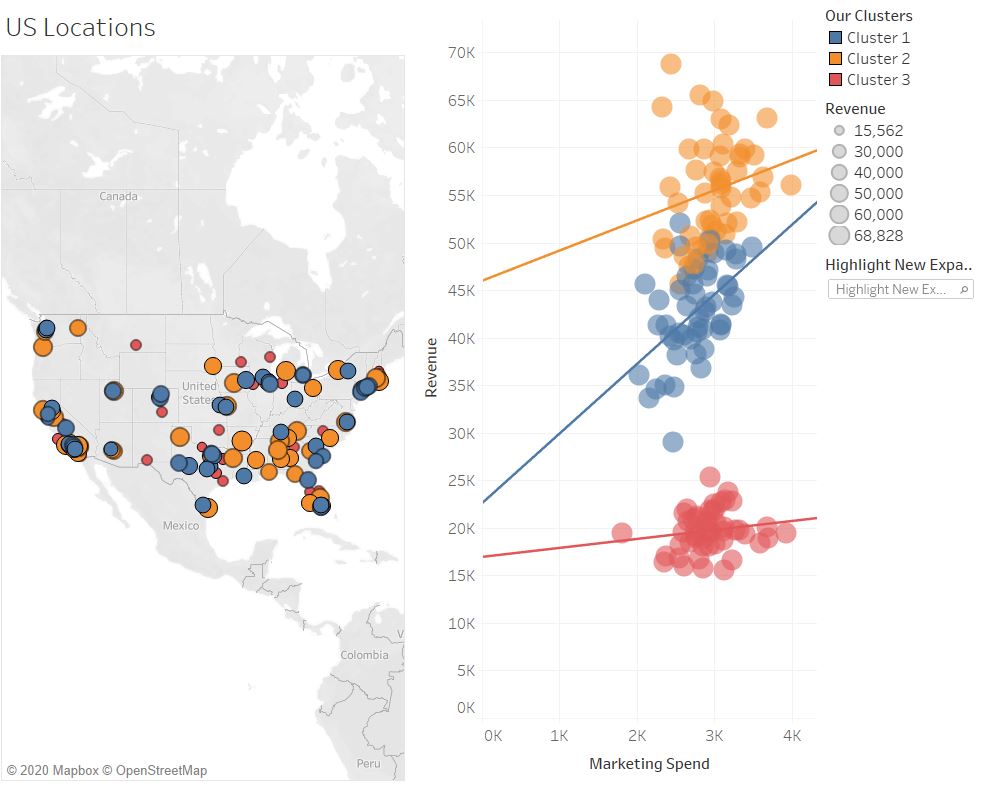 US Locations
Canada
United
States
Mexico
Colombia
V
Peru
© 2020 Mapbox © OpenStreetMap
70K
65K
60K
55K
50K
45K
40K
35K
30K
25K
20K
15K
10K
5K
0K
Revenue
0K 1K 2K 3K 4K
Marketing Spend
Our Clusters
Cluster 1
Cluster 2
Cluster 3
Revenue
15,562
30,000
40,000
50,000
60,000
68,828
Highlight New Expa..
Highlight New Ex...